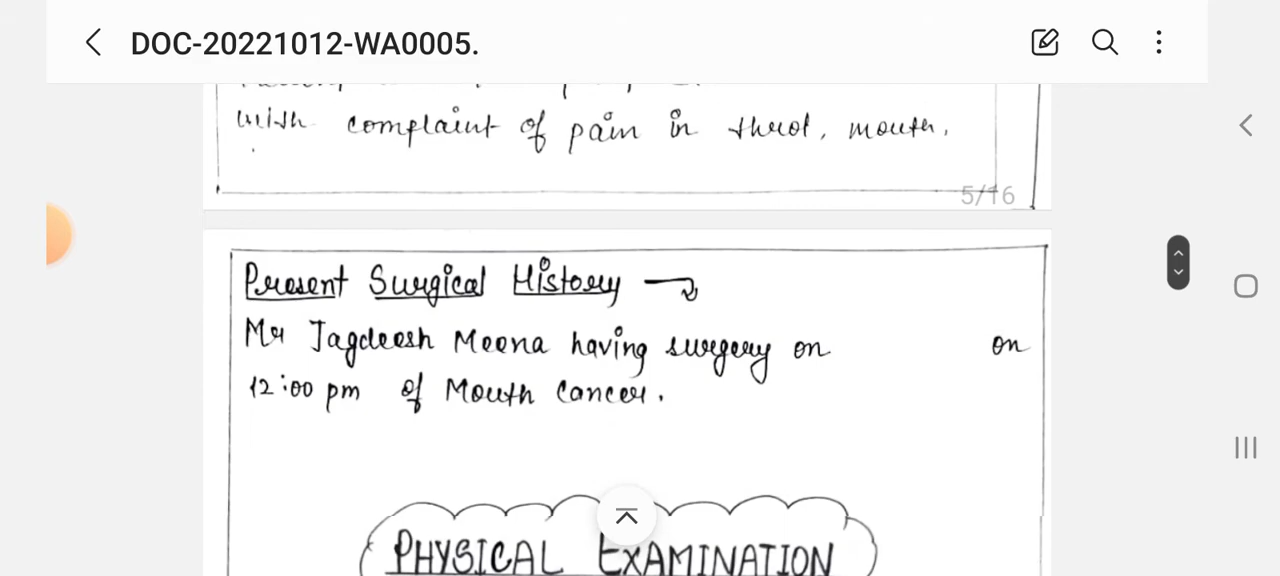 DOC-20221012-WA0005.
with complaint of pain in throt, mouth.
5/16
Present Surgical History →
Mr Jagdeesh Meena having surgery on on
12:00 pm of Mouth Cancer.
PHYSICAL EXAMINATION